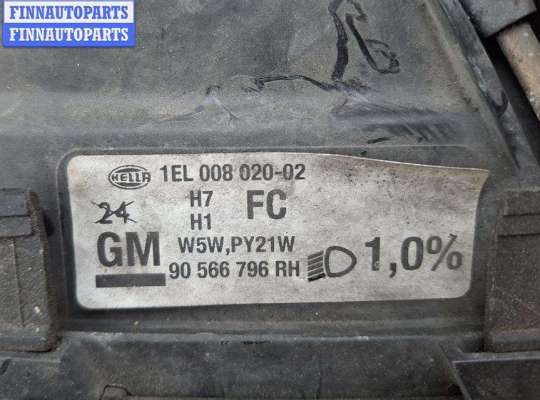 FINNAUTOPARTS
FINNAUTOPARTS
HELLA 1EL 008 020-02
24 H7 FC
H1
GM W5W,PY21W
90 566 796 RH 1,0%